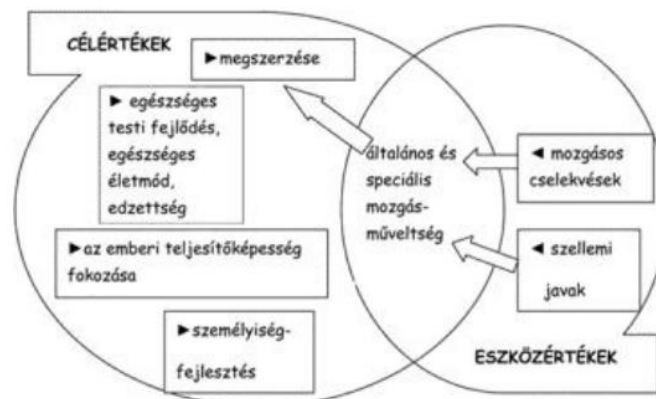 CÉLÉRTÉKEK
►megszerzése
► egészséges
testi fejlődés,
egészséges
életmód,
edzettség
►az emberi teljesítőképesség
fokozása
►személyiség-
fejlesztés
általános és
speciális
mozgás-
műveltség
◄ mozgásos
cselekvések
◄ szellemi
javak
ESZKÖZÉRTÉKEK